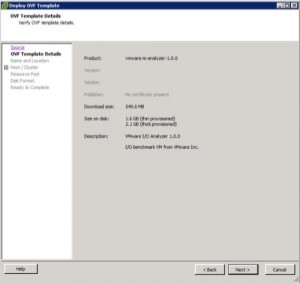 Deploy OVF Template
OVF Template Details
Verify OVF template details.
Source
OVF Template Details
Name and Location
Host / Cluster
Resource Pool
Disk Format
Ready to Complete
Product: vmware-io-analyzer-1.0.0
Version:
Vendor:
Publisher: No certificate present
Download size: 549.6 MB
Size on disk: 1.6 GB (thin provisioned)
2.1 GB (thick provisioned)
Description: VMware I/O Analyzer 1.0.0
I/O benchmark VM from VMware Inc.
Help
< Back
Next >
Cancel